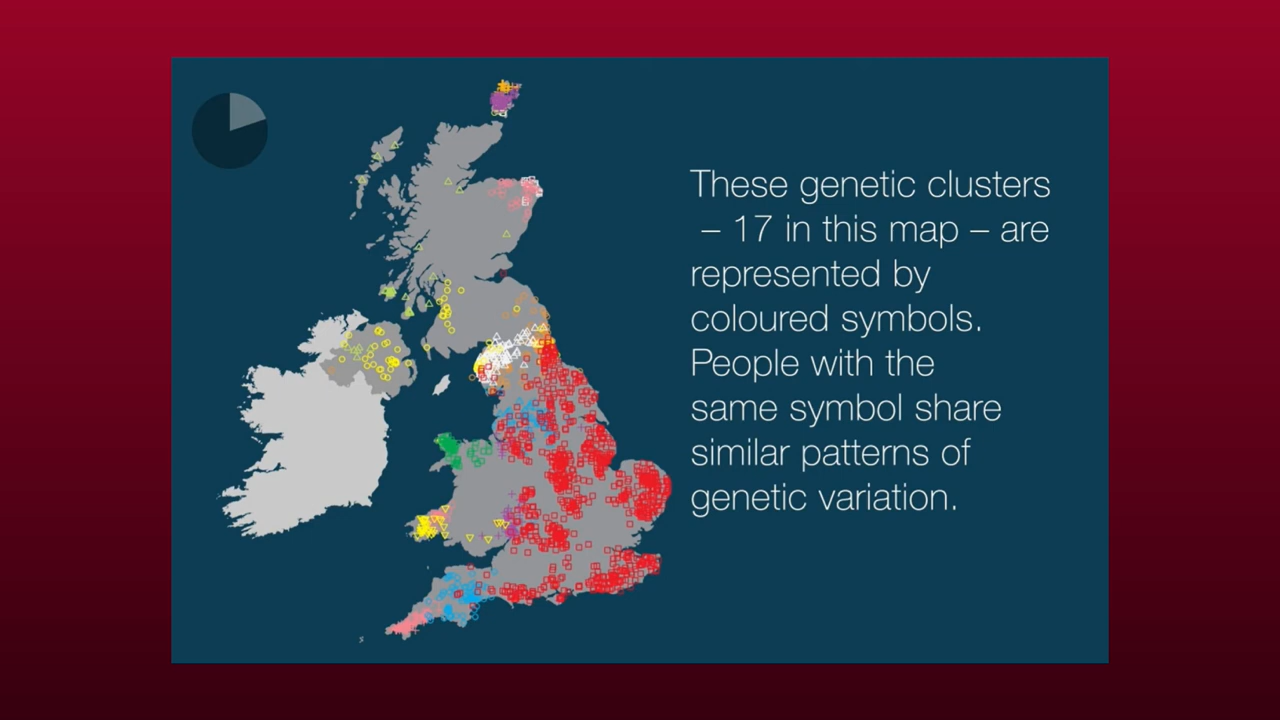 These genetic clusters
– 17 in this map – are
represented by
coloured symbols.
People with the
same symbol share
similar patterns of
genetic variation.